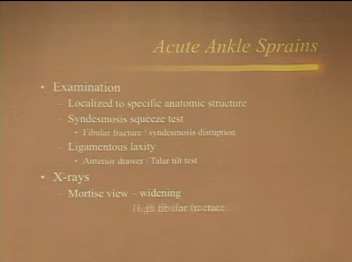 Acute Ankle Sprains
• Examination
– Localized to specific anatomic structure
– Syndesmosis squeeze test
• Fibular fracture / syndesmosis disruption
– Ligamentous laxity
• Anterior drawer / Talar tilt test
• X-rays
– Mortise view – widening
High fibular fracture